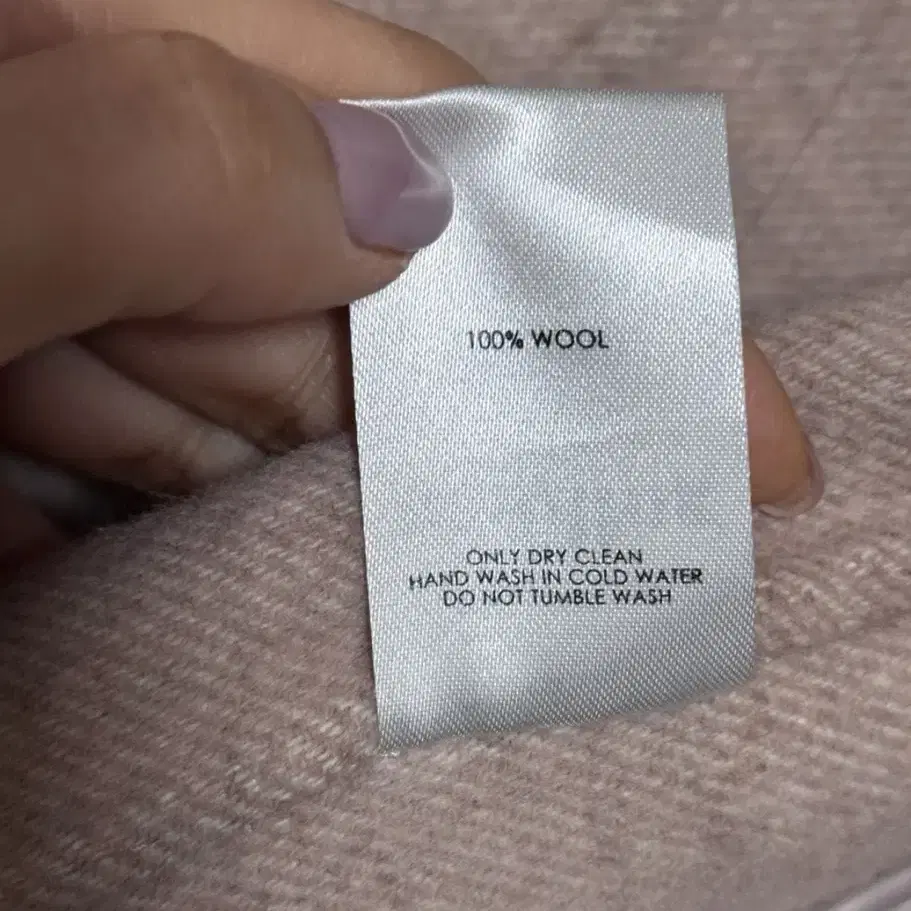 100% WOOL
ONLY DRY CLEAN
HAND WASH IN COLD WATER
DO NOT TUMBLE WASH